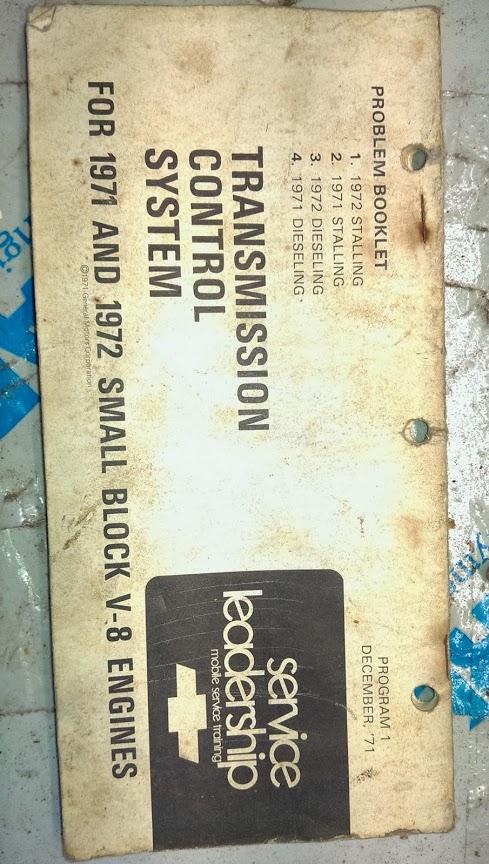 PROBLEM BOOKLET
1. 1972 STALLING
2. 1971 STALLING
3. 1972 DIESELING
4. 1971 DIESELING
PROGRAM 1
DECEMBER, '71
TRANSMISSION
CONTROL
SYSTEM
FOR 1971 AND 1972 SMALL BLOCK V-8 ENGINES
©1971 General Motors Corporation
service
leadership
mobile service training